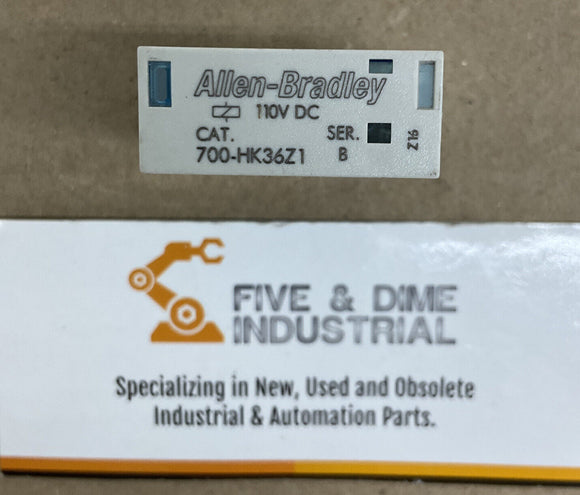 Allen-Bradley
110V DC
CAT. SER.
700-HK36Z1 B
Z16
FIVE & DIME
INDUSTRIAL
Specializing in New, Used and Obsolete
Industrial & Automation Parts.